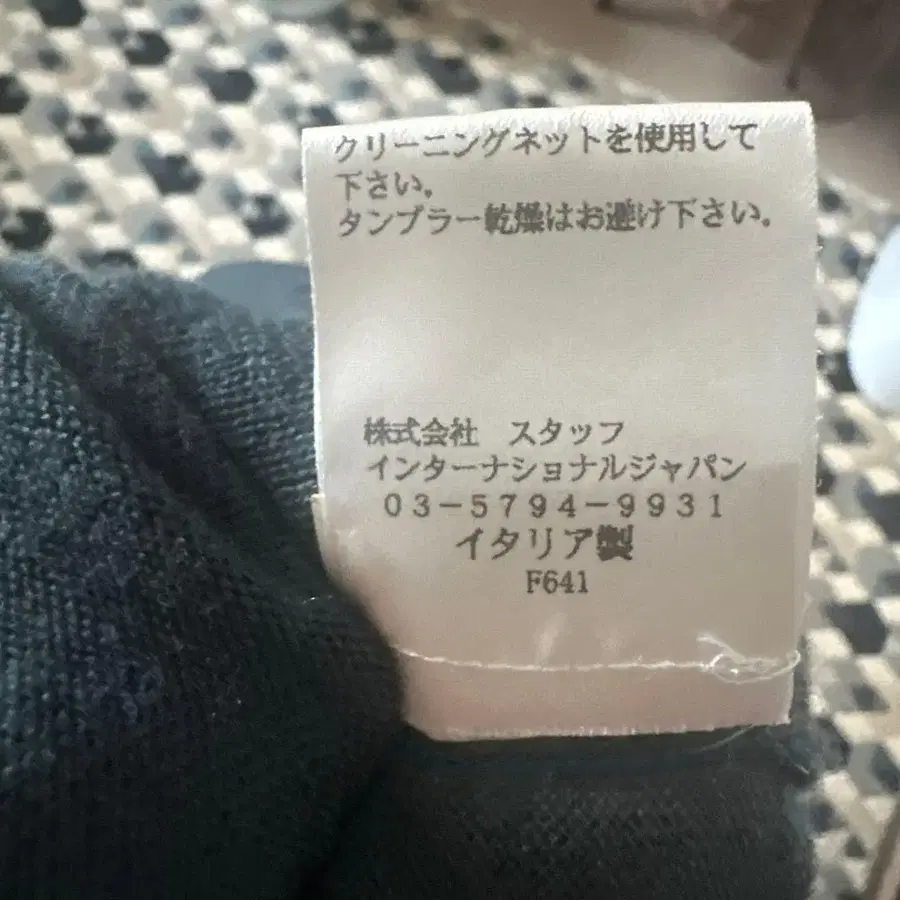 クリーニングネットを使用して
下さい。
タンブラー乾燥はお避け下さい。
株式会社　スタッフ
インターナショナルジャパン
０３－５７９４－９９３１
イタリア製
F641